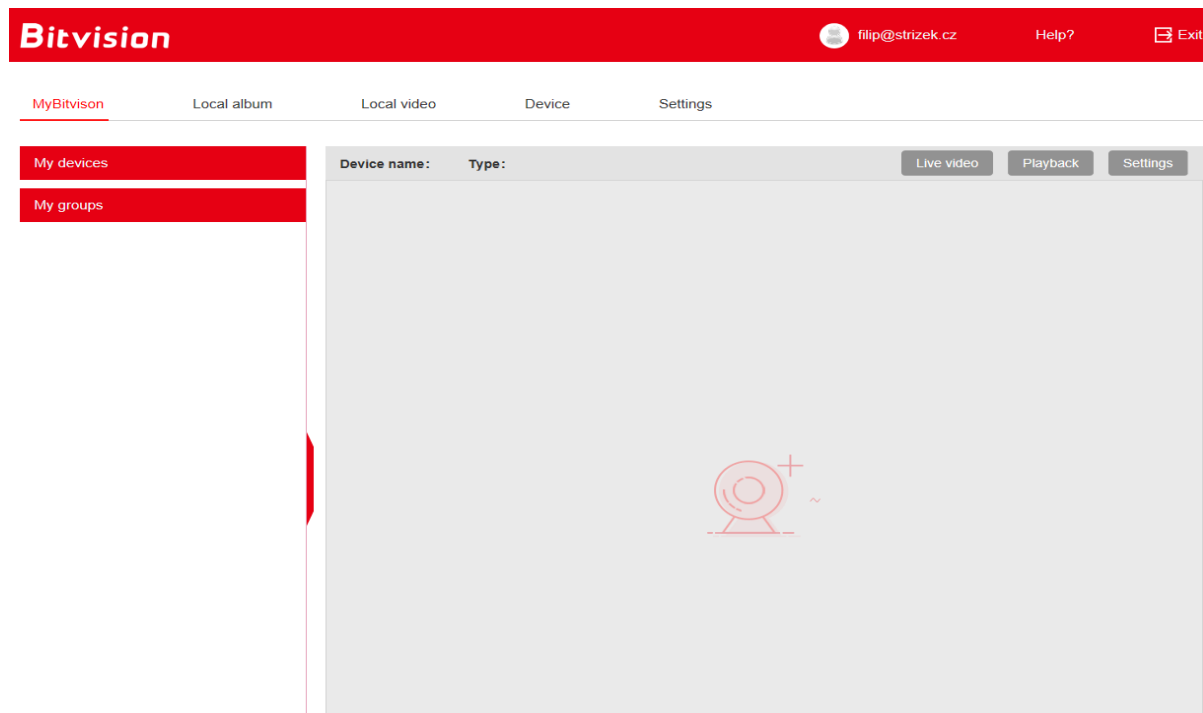 Bitvision
filip@strizek.cz Help? Exit
MyBitvison Local album Local video Device Settings
My devices
My groups
Device name: Type: Live video Playback Settings